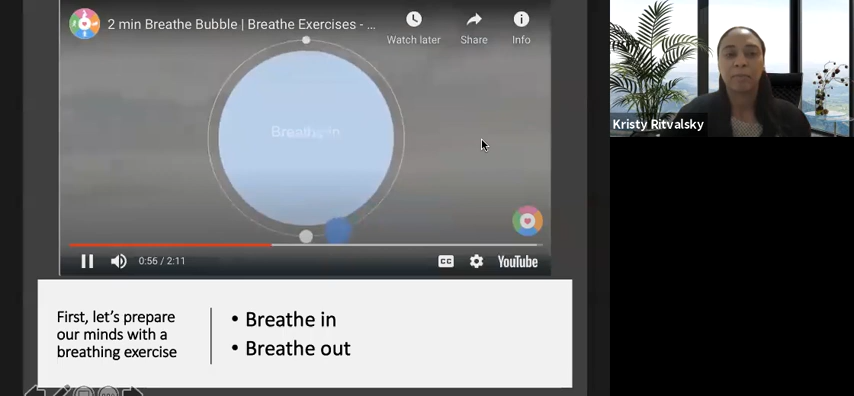 2 min Breathe Bubble | Breathe Exercises - ...
Watch later
Share
Info
Breathe in
Kristy Ritvalsky
0:56 / 2:11
CC
YouTube
First, let's prepare
our minds with a
breathing exercise
• Breathe in
• Breathe out